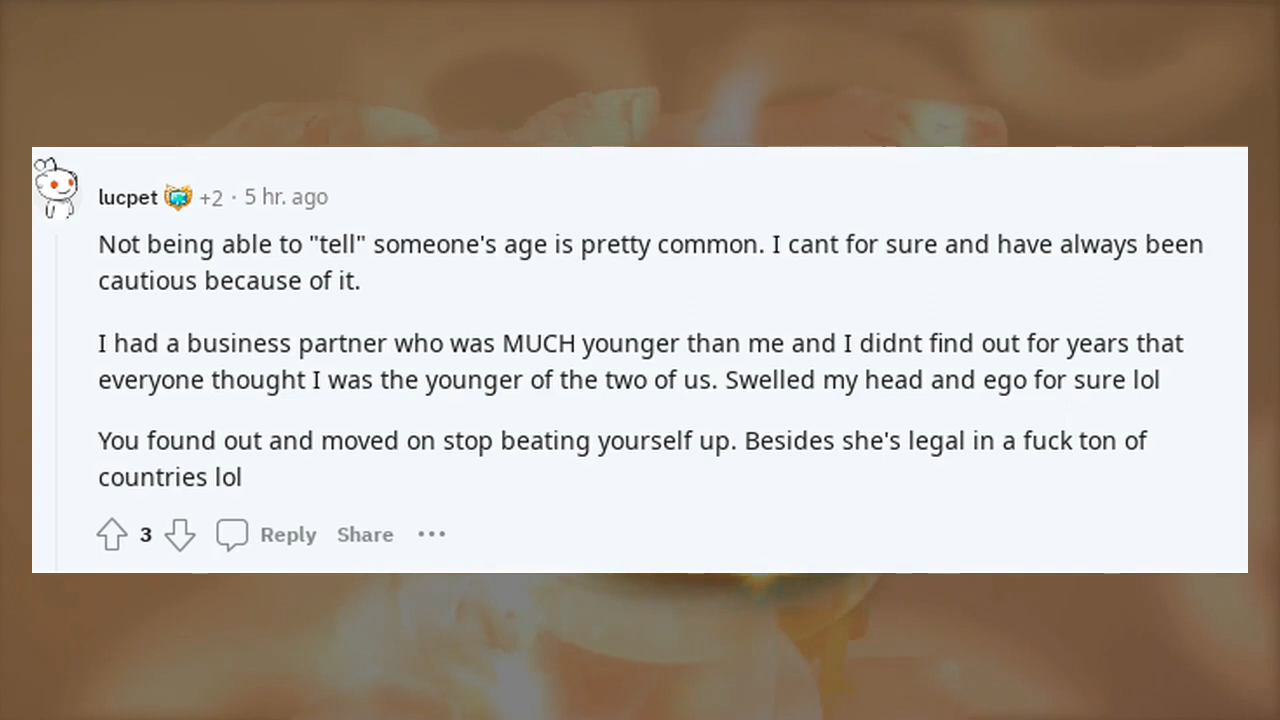 lucpet +2 · 5 hr. ago
Not being able to "tell" someone's age is pretty common. I cant for sure and have always been
cautious because of it.
I had a business partner who was MUCH younger than me and I didnt find out for years that
everyone thought I was the younger of the two of us. Swelled my head and ego for sure lol
You found out and moved on stop beating yourself up. Besides she's legal in a fuck ton of
countries lol
3 Reply Share ···